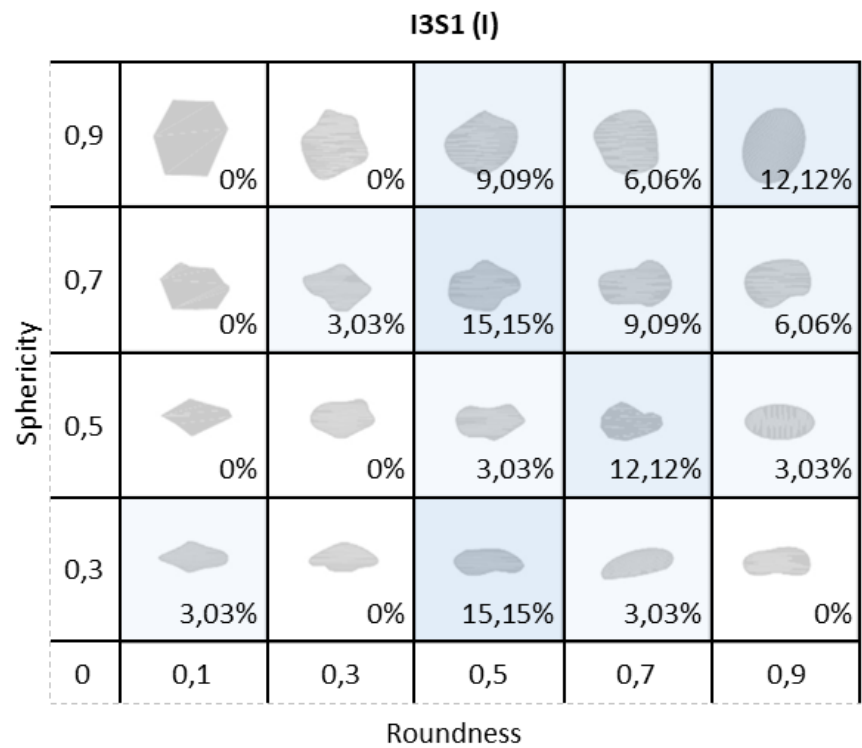 I3S1 (I)
0,9
0% 0% 9,09% 6,06% 12,12%
0,7
0% 3,03% 15,15% 9,09% 6,06%
Sphericity
0,5
0% 0% 3,03% 12,12% 3,03%
0,3
3,03% 0% 15,15% 3,03% 0%
0 0,1 0,3 0,5 0,7 0,9
Roundness